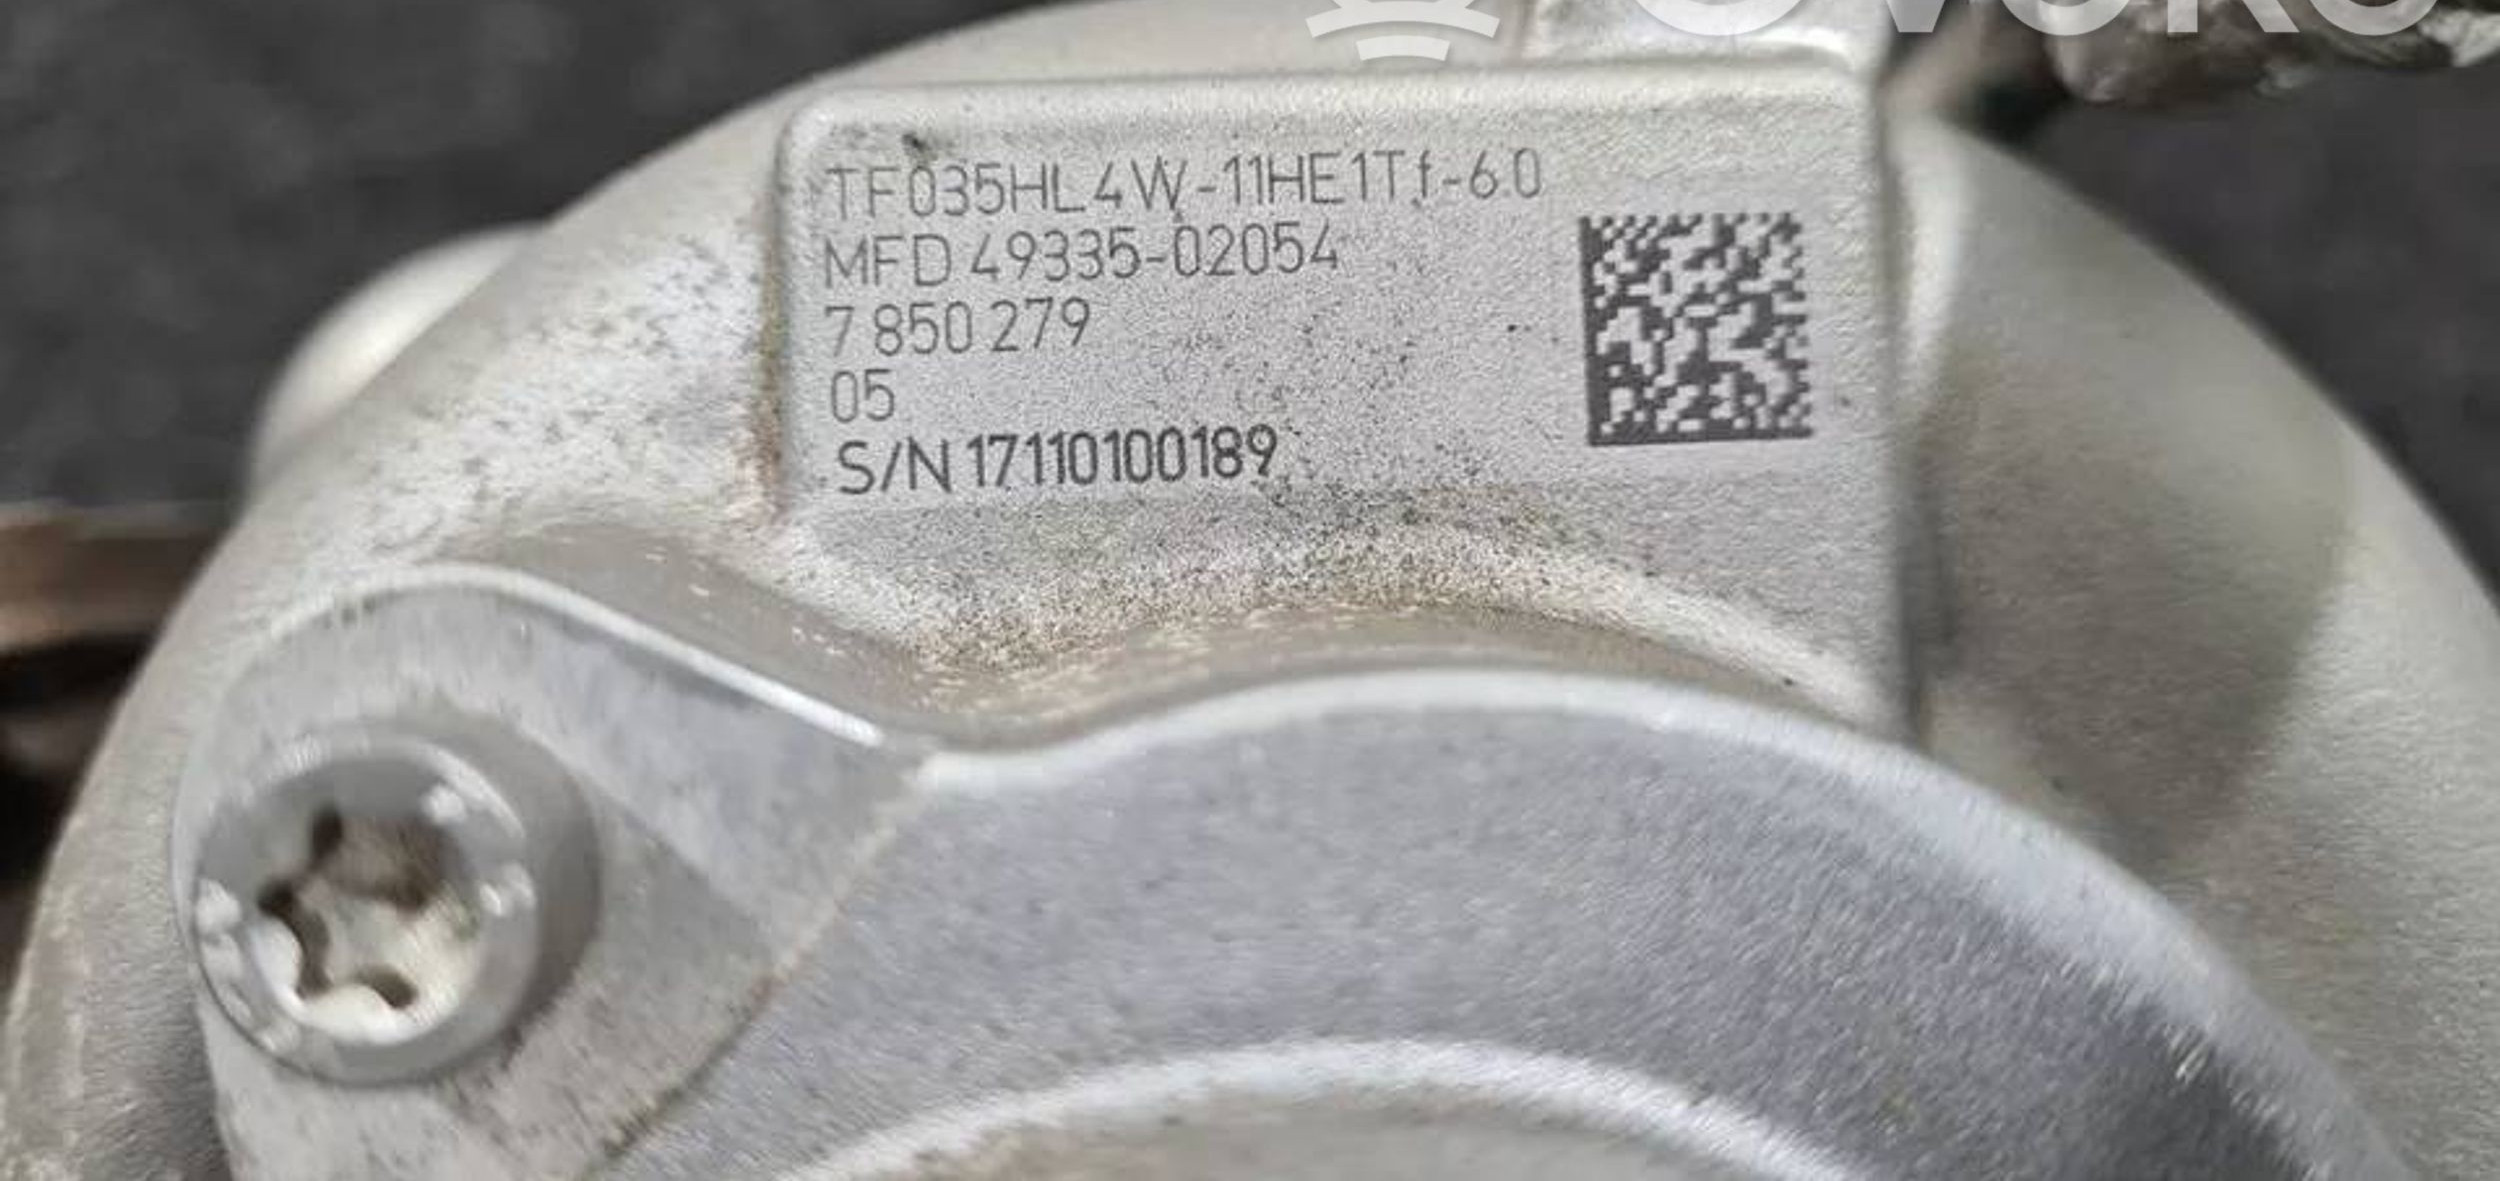 TF035HL4W-11HE1Tf-6.0
MFD 49335-02054
7 850 279
05
S/N 17110100189